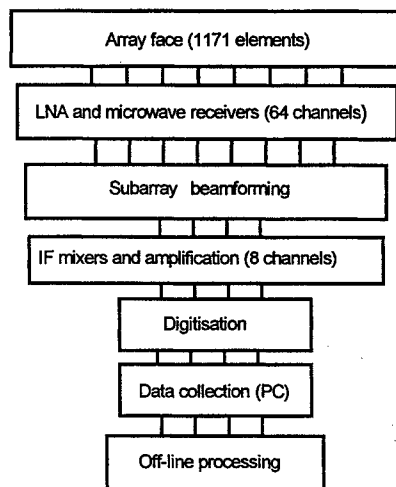 Array face (1171 elements)
LNA and microwave receivers (64 channels)
Subarray beamforming
IF mixers and amplification (8 channels)
Digitisation
Data collection (PC)
Off-line processing